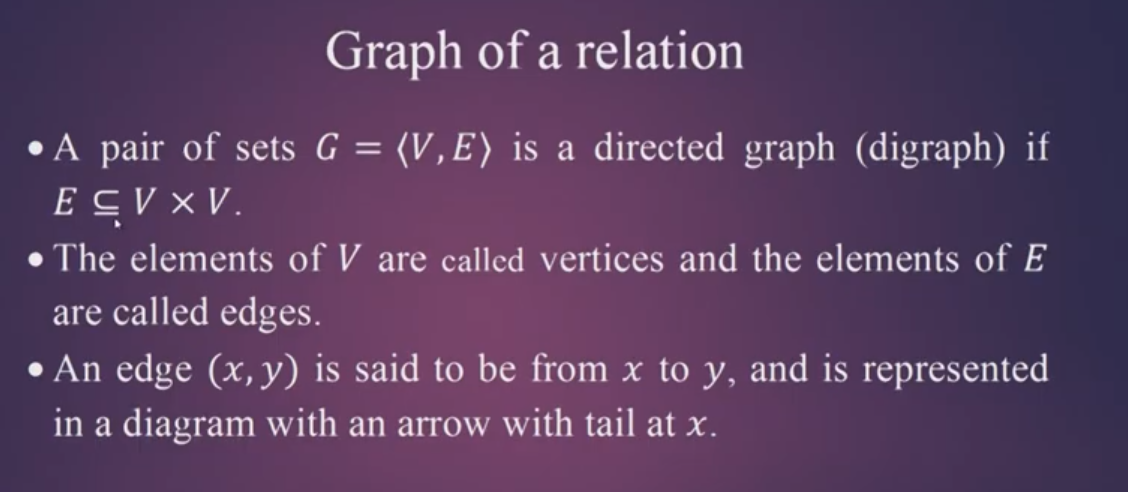 Graph of a relation
• A pair of sets G = ⟨V, E⟩ is a directed graph (digraph) if
E ⊆ V × V.
• The elements of V are called vertices and the elements of E
are called edges.
• An edge (x, y) is said to be from x to y, and is represented
in a diagram with an arrow with tail at x.